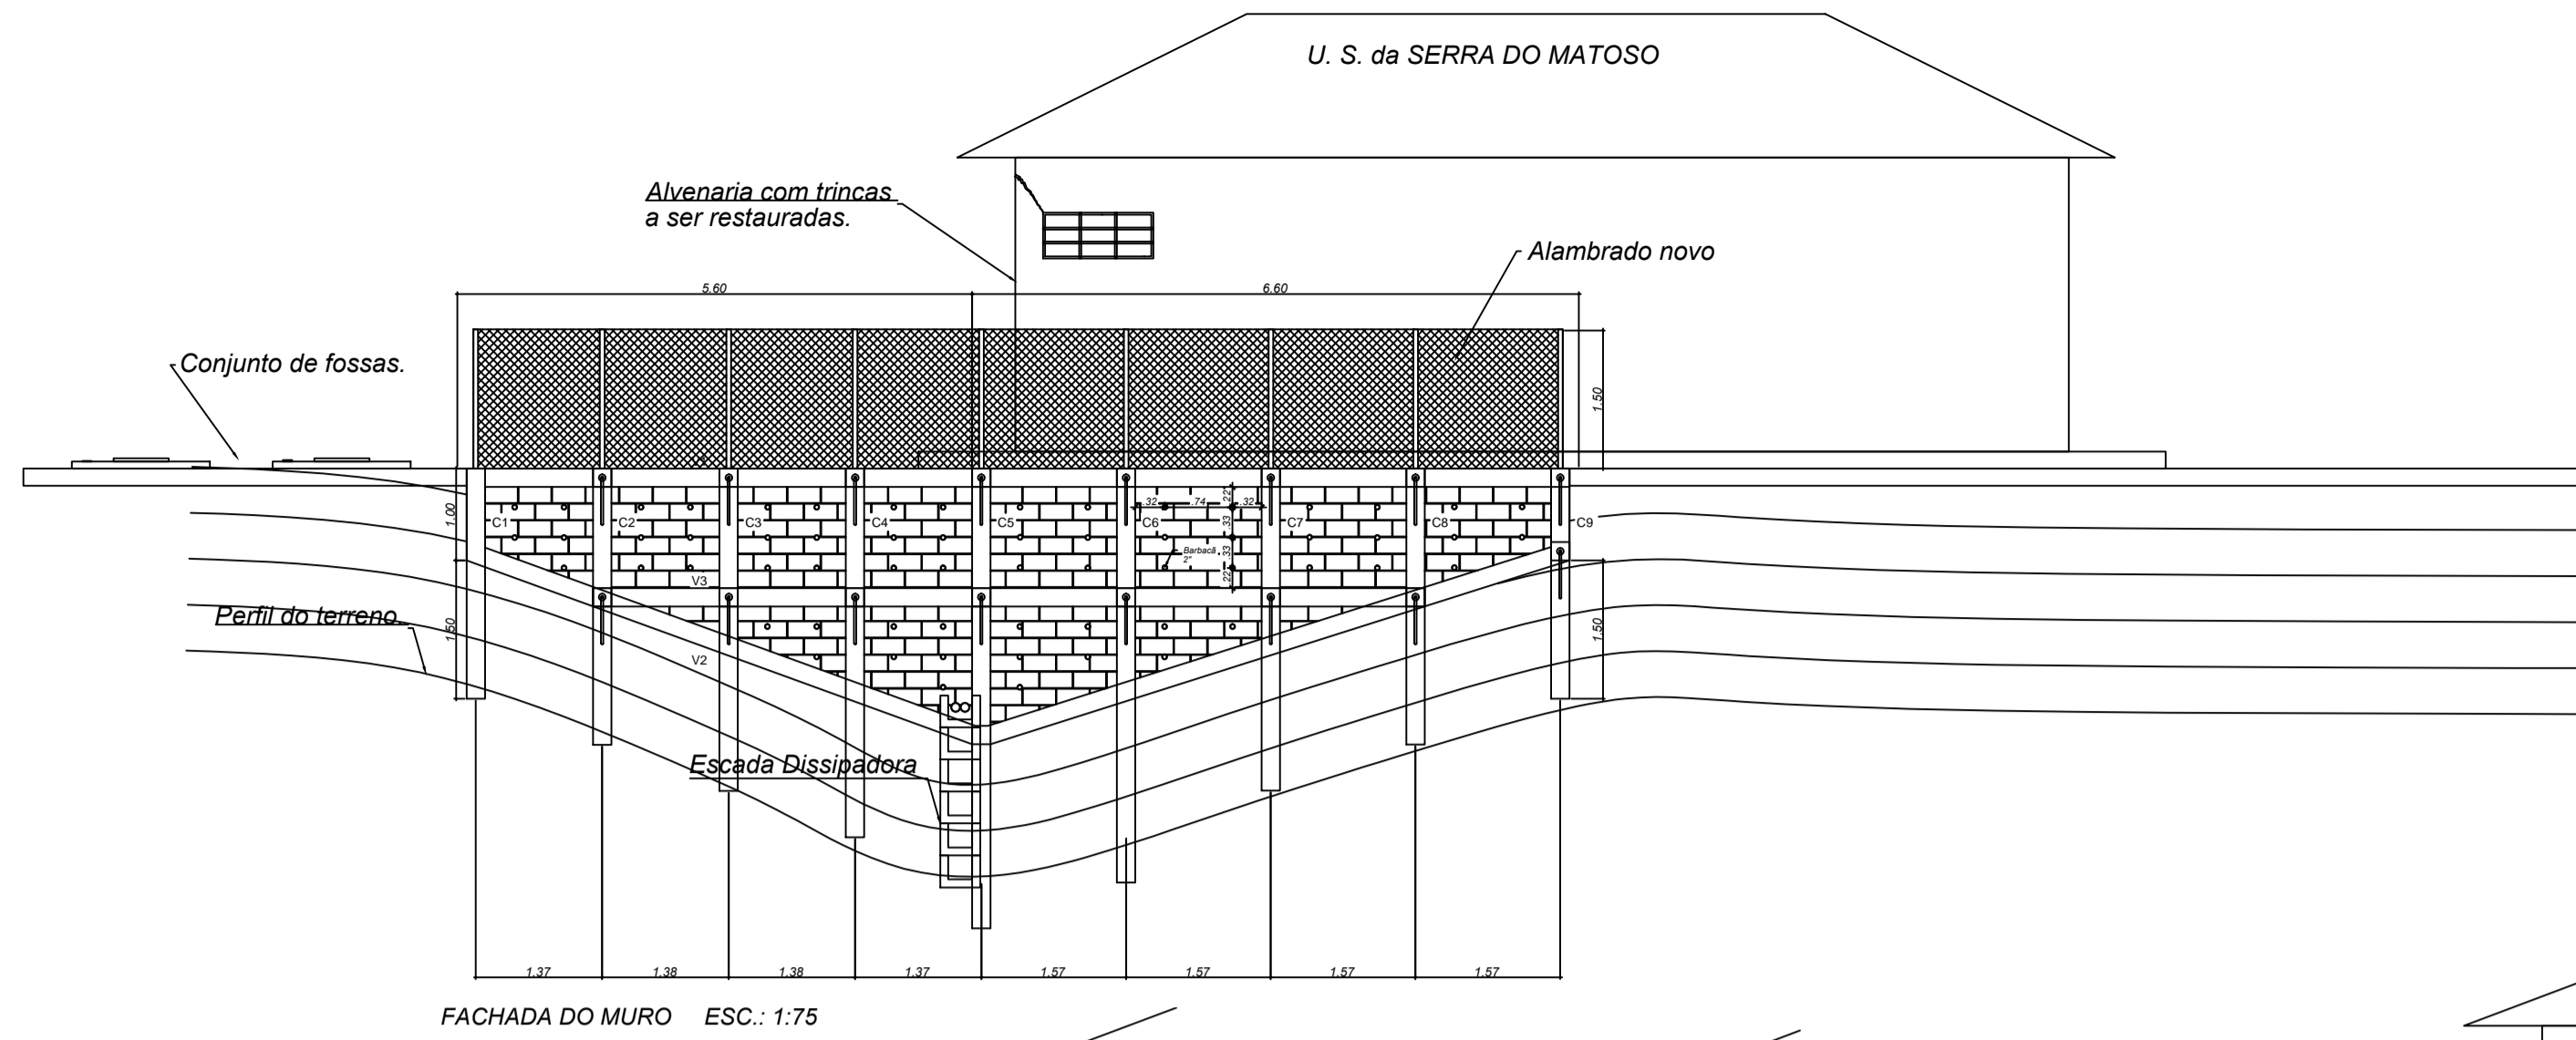 U. S. da SERRA DO MATOSO
Alvenaria com trincas
a ser restauradas.
Alambrado novo
5.60
6.60
Conjunto de fossas.
1.50
1.00
C1
C2
C3
C4
C5
C6
C7
C8
C9
.32
.74
.32
.22
.33
.33
.22
Barbacã
2"
V3
Perfil do terreno.
1.50
1.50
V2
Escada Dissipadora
1.37
1.38
1.38
1.37
1.57
1.57
1.57
1.57
FACHADA DO MURO ESC.: 1:75